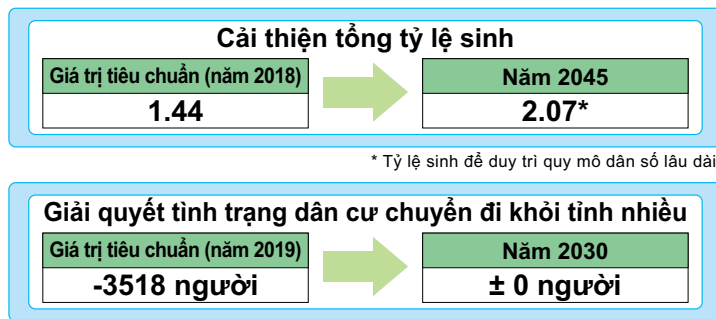 Cải thiện tổng tỷ lệ sinh
Giá trị tiêu chuẩn (năm 2018)
Năm 2045
1.44
2.07*
* Tỷ lệ sinh để duy trì quy mô dân số lâu dài
Giải quyết tình trạng dân cư chuyển đi khỏi tỉnh nhiều
Giá trị tiêu chuẩn (năm 2019)
Năm 2030
-3518 người
± 0 người